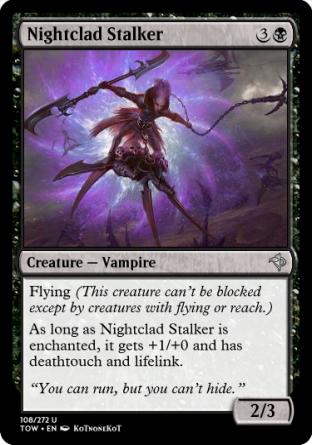 Nightclad Stalker 3
Creature — Vampire
Flying (This creature can't be blocked
except by creatures with flying or reach.)
As long as Nightclad Stalker is
enchanted, it gets +1/+0 and has
deathtouch and lifelink.
"You can run, but you can't hide."
2/3
108/272 U
TOW • EN KoTnoneKoT